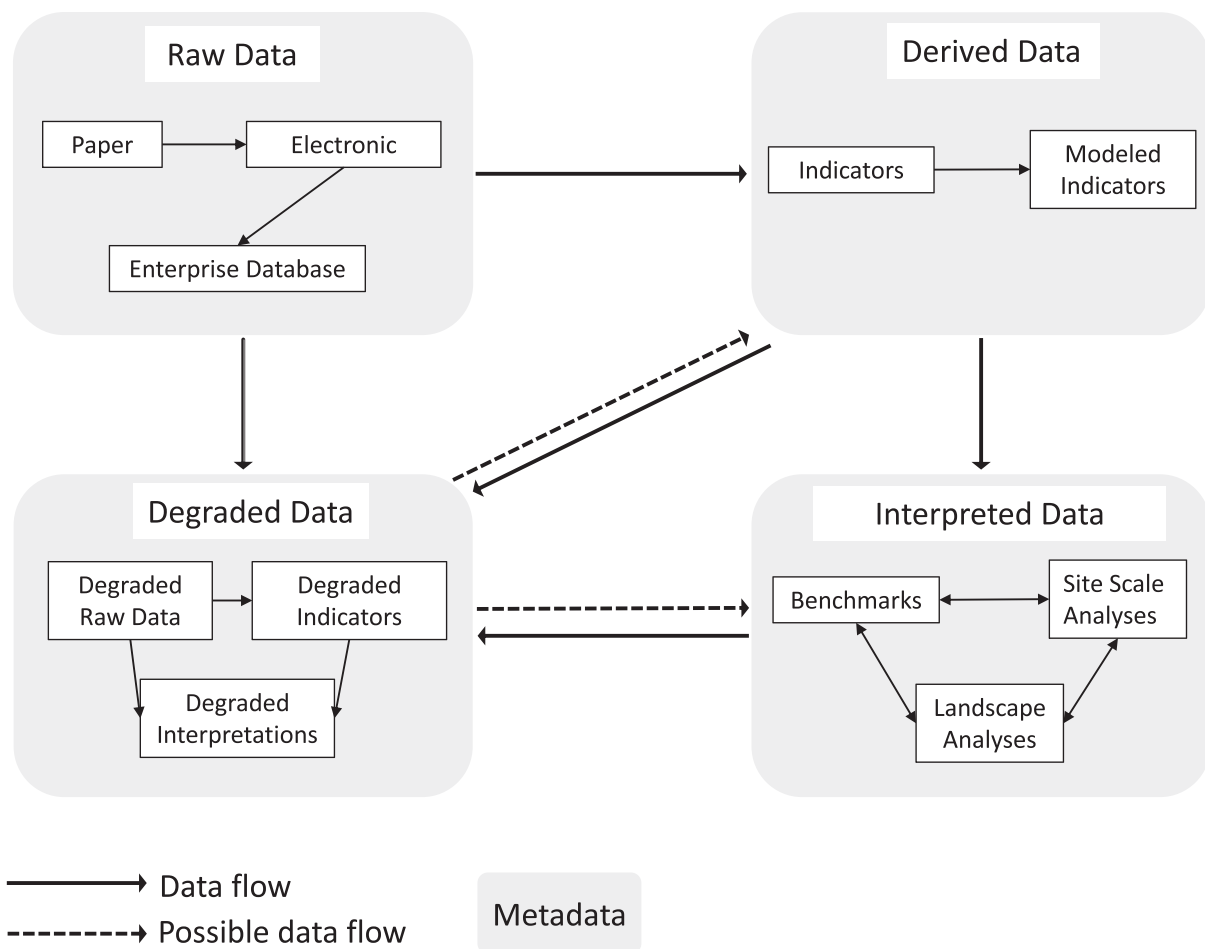 Raw Data
Paper
Electronic
Enterprise Database
Derived Data
Indicators
Modeled
Indicators
Degraded Data
Degraded
Raw Data
Degraded
Indicators
Degraded
Interpretations
Interpreted Data
Benchmarks
Site Scale
Analyses
Landscape
Analyses
Data flow
Possible data flow
Metadata